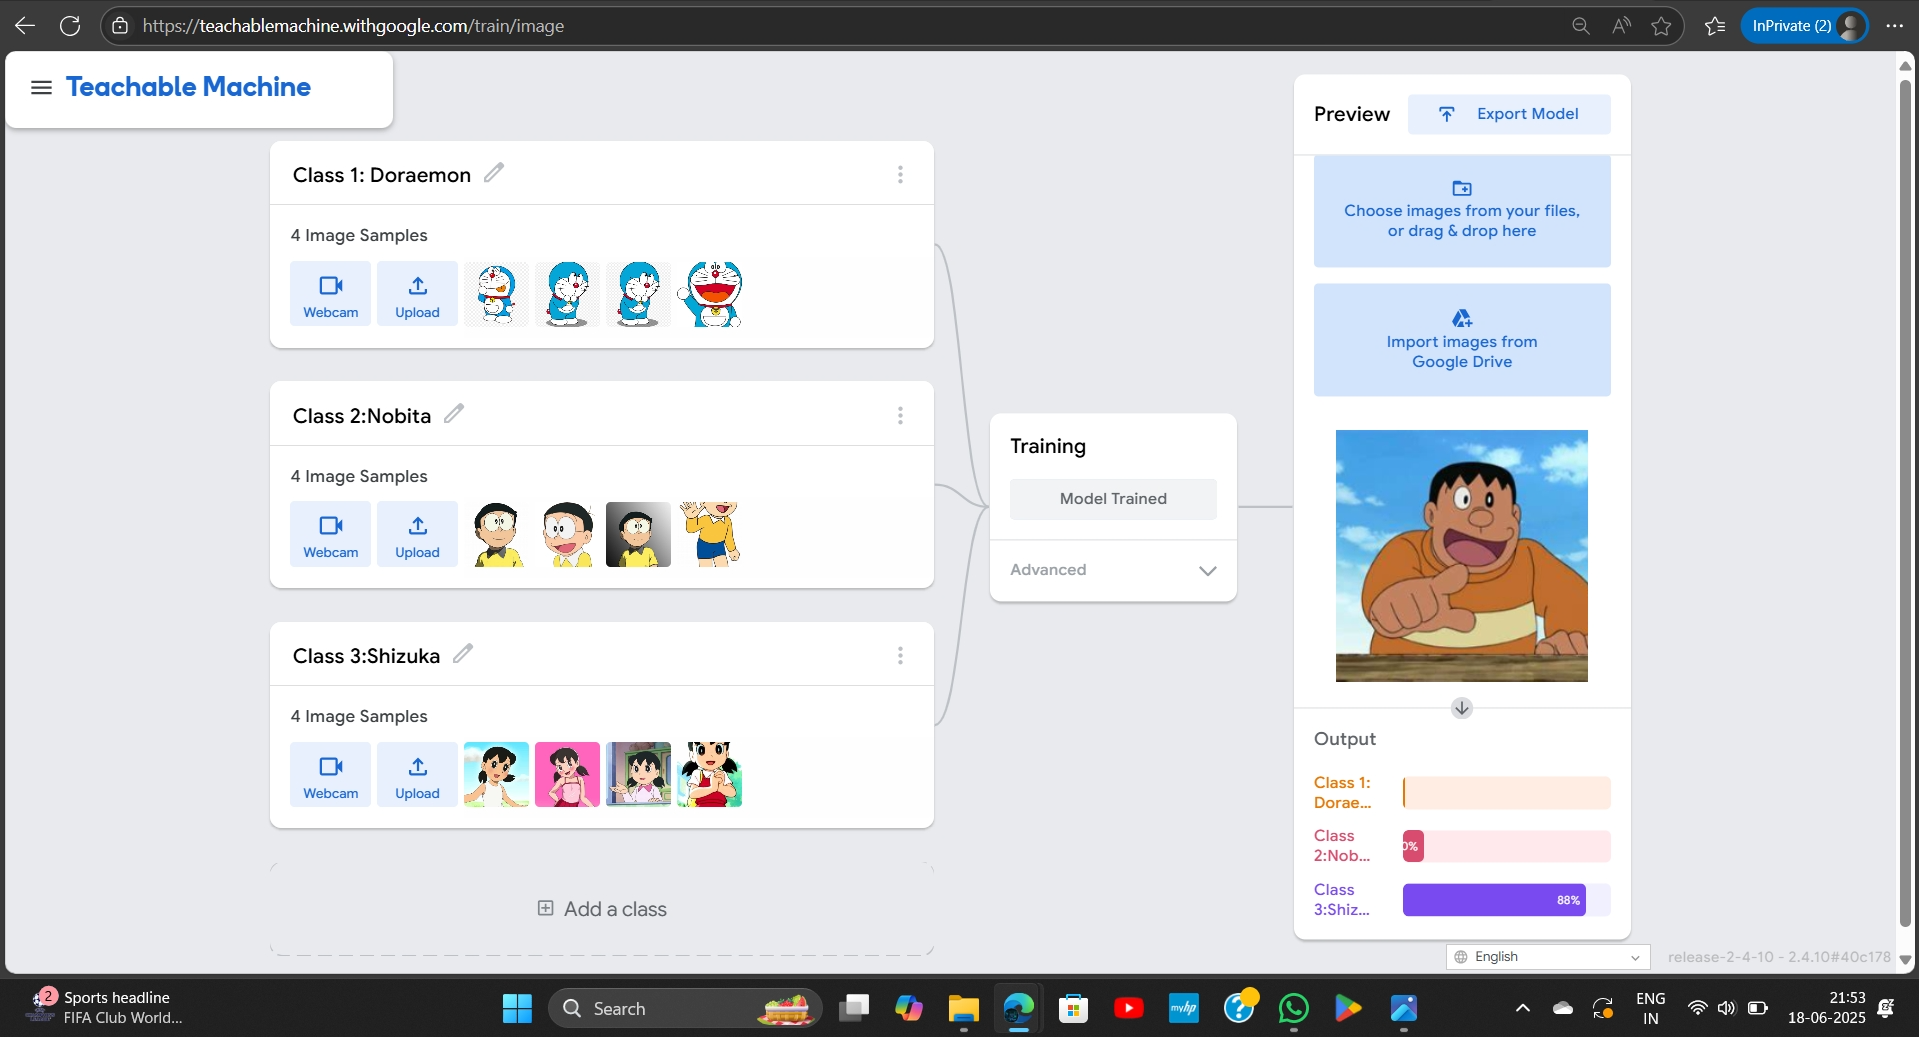 https://teachablemachine.withgoogle.com/train/image
InPrivate (2)
Teachable Machine
Preview
Export Model
Class 1: Doraemon
4 Image Samples
Webcam
Upload
Choose images from your files,
or drag & drop here
Import images from
Google Drive
Class 2:Nobita
4 Image Samples
Webcam
Upload
Training
Model Trained
Advanced
Class 3:Shizuka
4 Image Samples
Webcam
Upload
Output
Class 1:
Dorae...
Class
2:Nob...
0%
Class
3:Shiz...
88%
Add a class
English
release-2-4-10 - 2.4.10#40c178
2
Sports headline
FIFA Club World...
Search
myhp
ENG
IN
21:53
18-06-2025